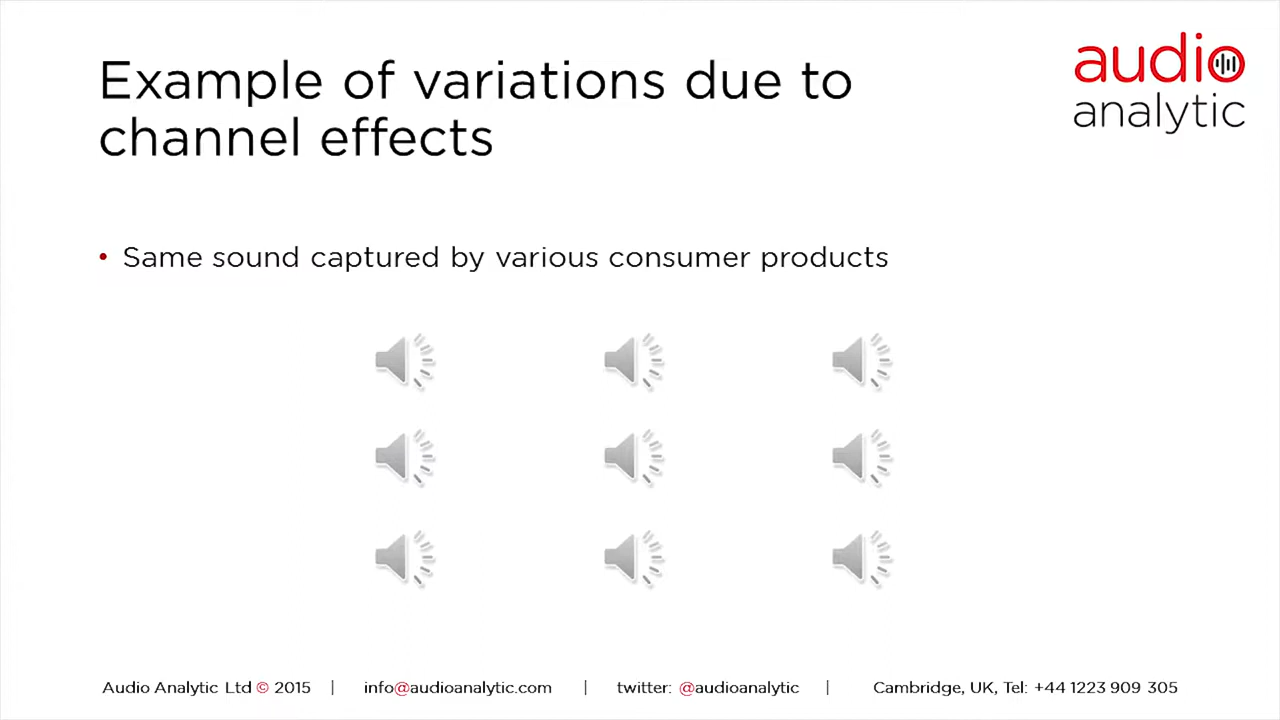 Example of variations due to
channel effects
audio
analytic
• Same sound captured by various consumer products
Audio Analytic Ltd © 2015 | info@audioanalytic.com | twitter: @audioanalytic | Cambridge, UK, Tel: +44 1223 909 305